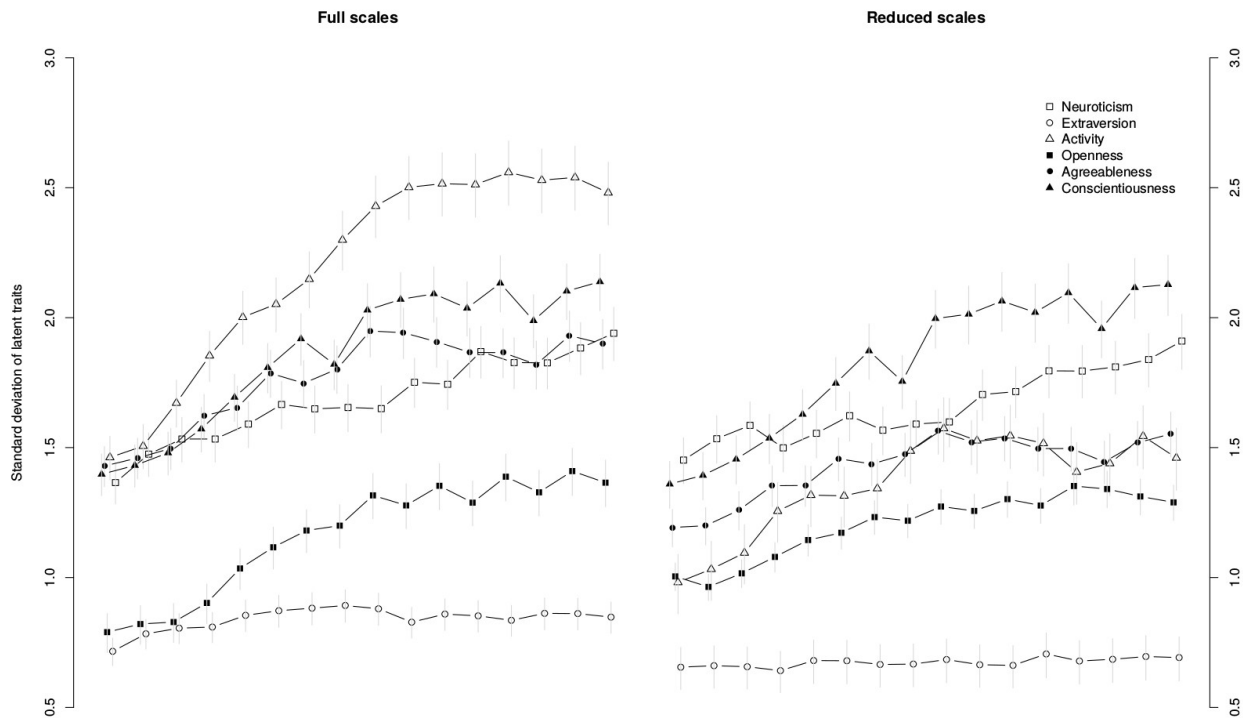 Full scales
Reduced scales
3.0
2.5
2.0
1.5
1.0
0.5
Standard deviation of latent traits
Neuroticism
Extraversion
Activity
Openness
Agreeableness
Conscientiousness
3.0
2.5
2.0
1.5
1.0
0.5